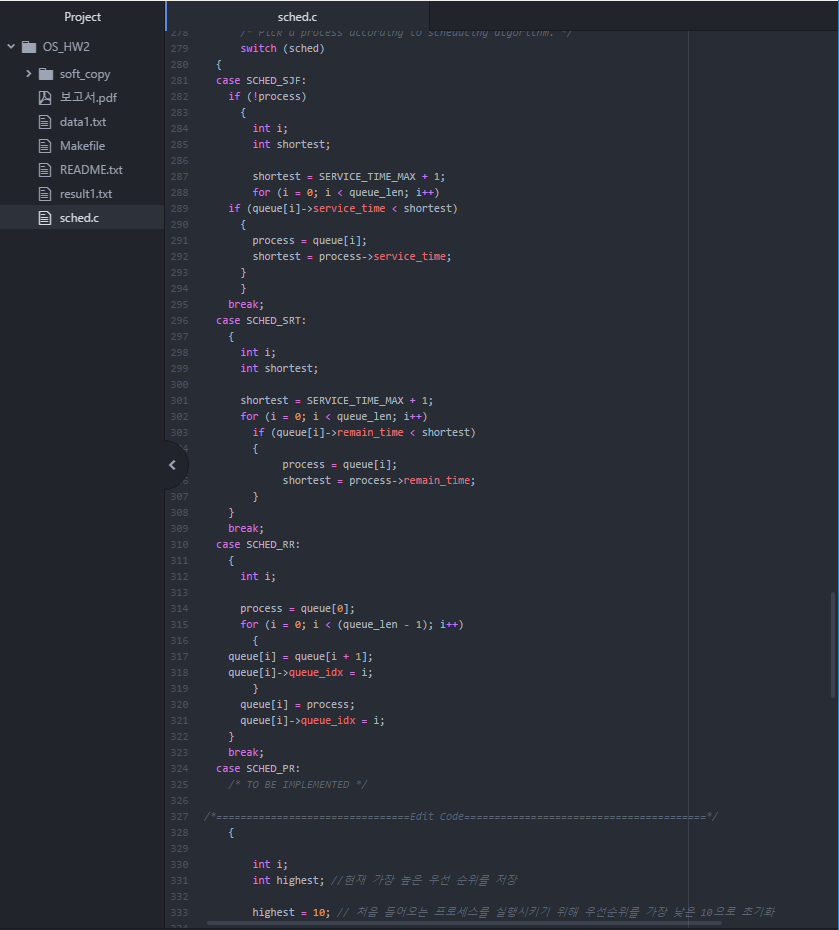 Project
sched.c
OS_HW2
soft_copy
보고서.pdf
data1.txt
Makefile
README.txt
result1.txt
sched.c
278 /* Pick a process according to scheduling algorithm. */
279 switch (sched)
280 {
281 case SCHED_SJF:
282 if (!process)
283 {
284 int i;
285 int shortest;
286
287 shortest = SERVICE_TIME_MAX + 1;
288 for (i = 0; i < queue_len; i++)
289 if (queue[i]->service_time < shortest)
290 {
291 process = queue[i];
292 shortest = process->service_time;
293 }
294 }
295 break;
296 case SCHED_SRT:
297 {
298 int i;
299 int shortest;
300
301 shortest = SERVICE_TIME_MAX + 1;
302 for (i = 0; i < queue_len; i++)
303 if (queue[i]->remain_time < shortest)
{
process = queue[i];
shortest = process->remain_time;
307 }
308 }
309 break;
310 case SCHED_RR:
311 {
312 int i;
313
314 process = queue[0];
315 for (i = 0; i < (queue_len - 1); i++)
316 {
317 queue[i] = queue[i + 1];
318 queue[i]->queue_idx = i;
319 }
320 queue[i] = process;
321 queue[i]->queue_idx = i;
322 }
323 break;
324 case SCHED_PR:
325 /* TO BE IMPLEMENTED */
326
327 /*================================Edit Code========================================*/
328 {
329
330 int i;
331 int highest; //현재 가장 높은 우선 순위를 저장
332
333 highest = 10; // 처음 들어오는 프로세스를 실행시키기 위해 우선순위를 가장 낮은 10으로 초기화